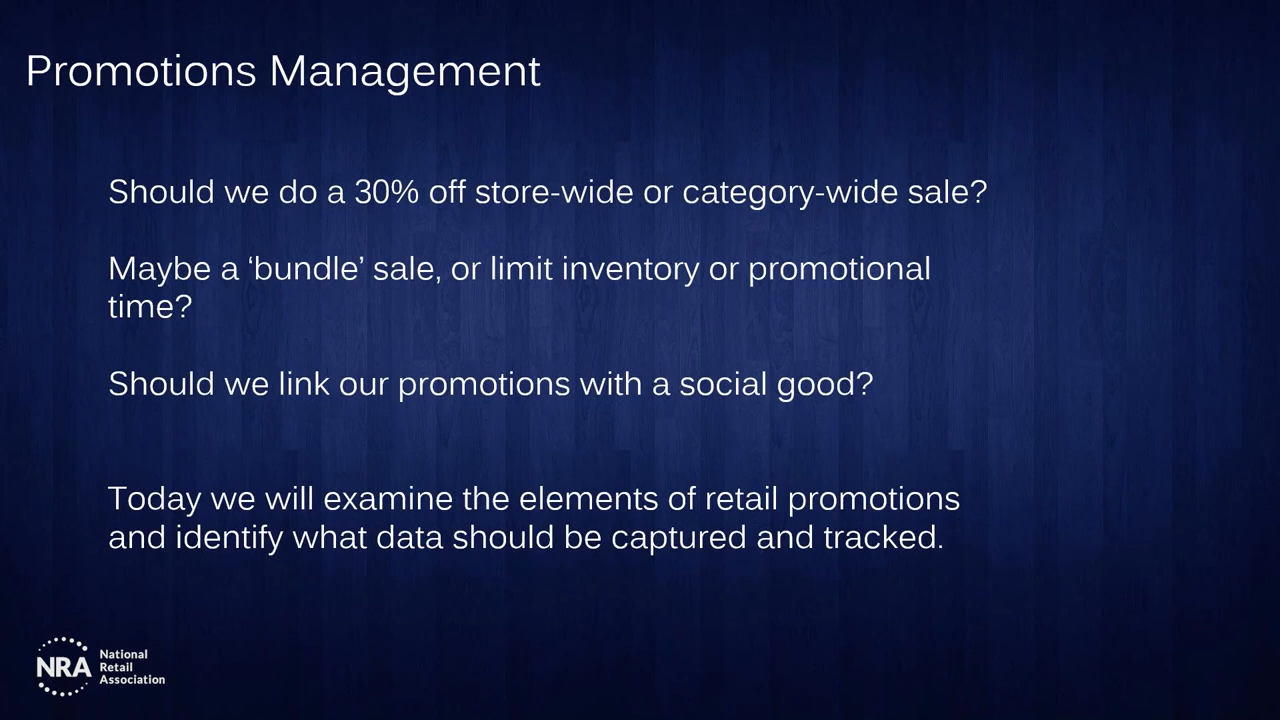 Promotions Management
Should we do a 30% off store-wide or category-wide sale?
Maybe a ‘bundle’ sale, or limit inventory or promotional
time?
Should we link our promotions with a social good?
Today we will examine the elements of retail promotions
and identify what data should be captured and tracked.
NRA
National
Retail
Association